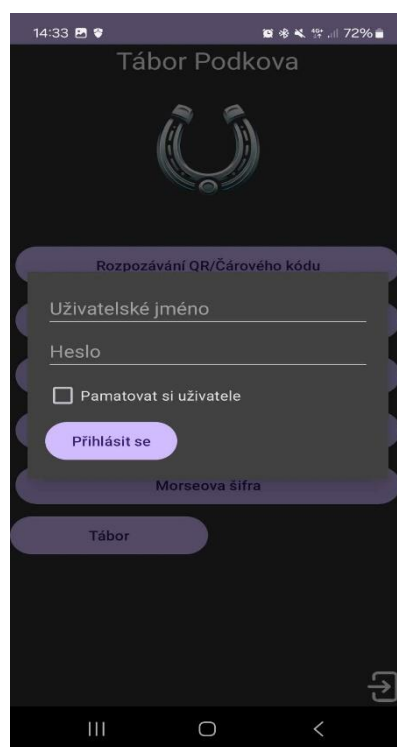 14:33 72%
Tábor Podkova
Rozpozávání QR/Čárového kódu
Uživatelské jméno
Heslo
Pamatovat si uživatele
Přihlásit se
Morseova šifra
Tábor